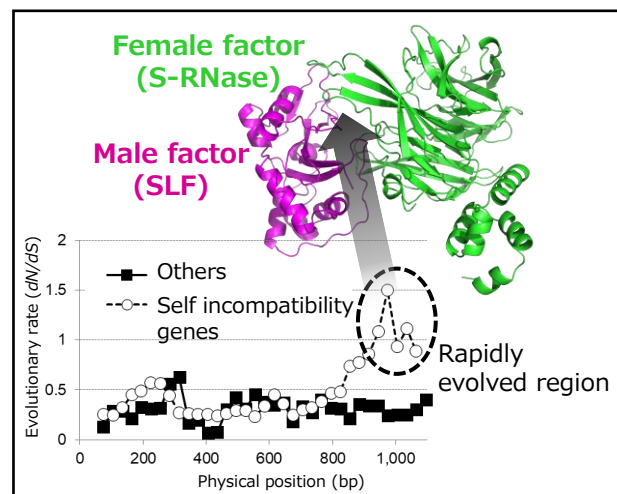 Female factor
(S-RNase)
Male factor
(SLF)
Evolutionary rate (dN/dS)
2
1.5
1
0.5
0
Others
Self incompatibility
genes
Rapidly
evolved region
0 200 400 600 800 1,000
Physical position (bp)